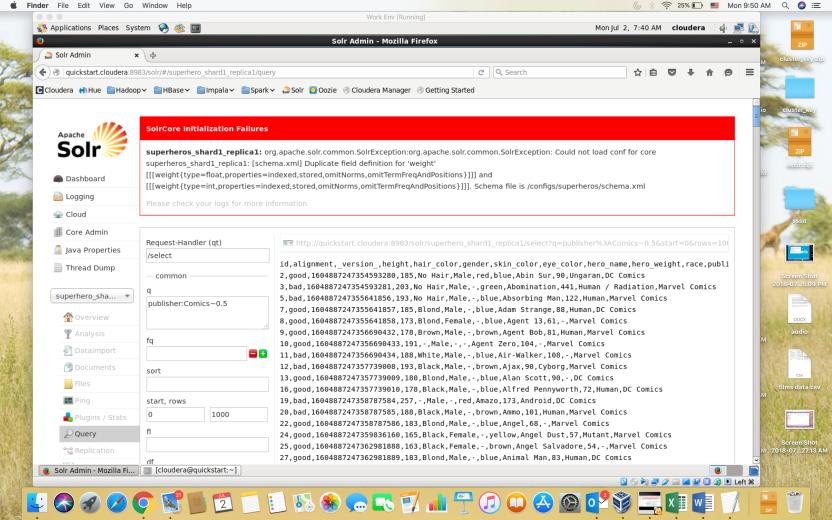 Finder File Edit View Go Window Help
25% Mon 9:50 AM
Work Env [Running]
Applications Places System
Mon Jul 2, 7:40 AM cloudera
Solr Admin - Mozilla Firefox
Solr Admin
quickstart.cloudera:8983/solr/#/superhero_shard1_replica1/query
Search
Cloudera Hue Hadoop HBase Impala Spark Solr Oozie Cloudera Manager Getting Started
Apache
Solr
SolrCore Initialization Failures
superheros_shard1_replica1: org.apache.solr.common.SolrException:org.apache.solr.common.SolrException: Could not load conf for core
superheros_shard1_replica1: [schema.xml] Duplicate field definition for 'weight'
[[[weight{type=float,properties=indexed,stored,omitNorms,omitTermFreqAndPositions}]]] and
[[[weight{type=int,properties=indexed,stored,omitNorms,omitTermFreqAndPositions}]]]. Schema file is /configs/superheros/schema.xml
Please check your logs for more information
Dashboard
Logging
Cloud
Core Admin
Java Properties
Thread Dump
superhero_sha...
Overview
Analysis
Dataimport
Documents
Files
Ping
Plugins / Stats
Query
Replication
Request-Handler (qt)
/select
common
q
publisher:Comics~0.5
fq
sort
start, rows
0 1000
fl
df
http://quickstart.cloudera:8983/solr/superhero_shard1_replica1/select?q=publisher%3AComics~0.5&start=0&rows=100
id,alignment,_version_,height,hair_color,gender,skin_color,eye_color,hero_name,hero_weight,race,publi
2,good,1604887247354593280,185,No Hair,Male,red,blue,Abin Sur,90,Ungaran,DC Comics
3,bad,1604887247354593281,203,No Hair,Male,-,green,Abomination,441,Human / Radiation,Marvel Comics
5,bad,1604887247355641856,193,No Hair,Male,-,blue,Absorbing Man,122,Human,Marvel Comics
7,good,1604887247355641857,185,Blond,Male,-,blue,Adam Strange,88,Human,DC Comics
8,good,1604887247355641858,173,Blond,Female,-,blue,Agent 13,61,-,Marvel Comics
9,good,1604887247356690432,178,Brown,Male,-,brown,Agent Bob,81,Human,Marvel Comics
10,good,1604887247356690433,191,-,Male,-,-,Agent Zero,104,-,Marvel Comics
11,bad,1604887247356690434,188,White,Male,-,blue,Air-Walker,108,-,Marvel Comics
12,bad,1604887247357739008,193,Black,Male,-,brown,Ajax,90,Cyborg,Marvel Comics
13,good,1604887247357739009,180,Blond,Male,-,blue,Alan Scott,90,-,DC Comics
16,good,1604887247357739010,178,Black,Male,-,blue,Alfred Pennyworth,72,Human,DC Comics
19,bad,1604887247358787584,257,-,Male,-,red,Amazo,173,Android,DC Comics
20,good,1604887247358787585,188,Black,Male,-,brown,Ammo,101,Human,Marvel Comics
22,good,1604887247358787586,183,Blond,Male,-,blue,Angel,68,-,Marvel Comics
24,good,1604887247359836160,165,Black,Female,-,yellow,Angel Dust,57,Mutant,Marvel Comics
26,good,1604887247362981888,163,Black,Female,-,brown,Angel Salvadore,54,-,Marvel Comics
27,good,1604887247362981889,183,Blond,Male,-,blue,Animal Man,83,Human,DC Comics
Solr Admin - Mozilla Fi...
[cloudera@quickstart:~]
Left ⌘
ZIP
ZIP
Screen Shot
DOCX
audio
CSV
films data.csv
Screen Shot
JUL
2
ZIP